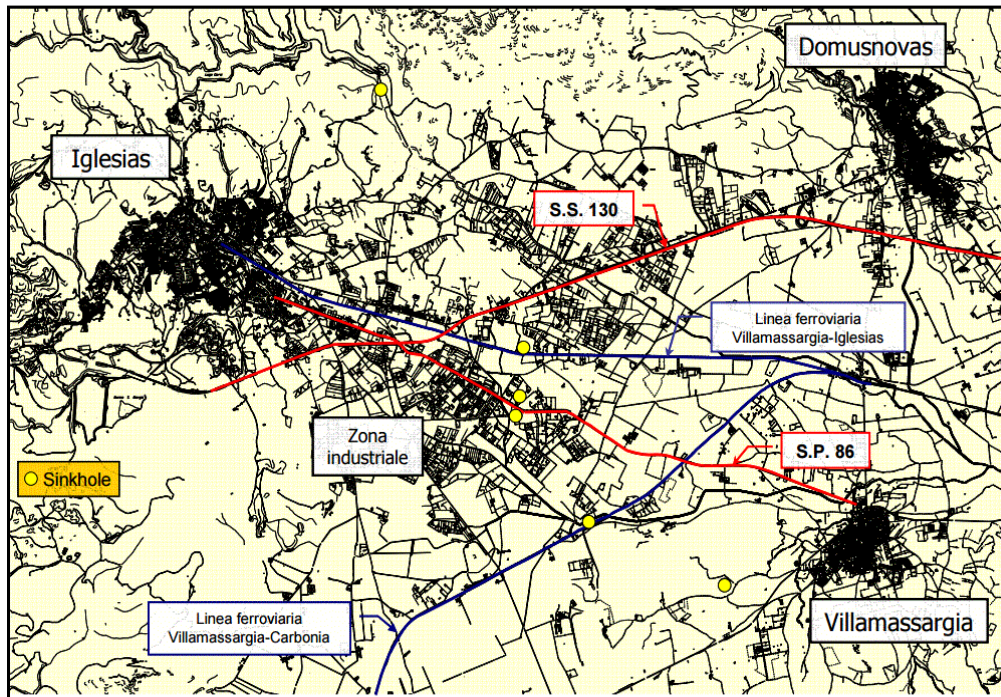 Domusnovas
Iglesias
S.S. 130
Linea ferroviaria
Villamassargia-Iglesias
Zona
industriale
S.P. 86
Sinkhole
Linea ferroviaria
Villamassargia-Carbonia
Villamassargia